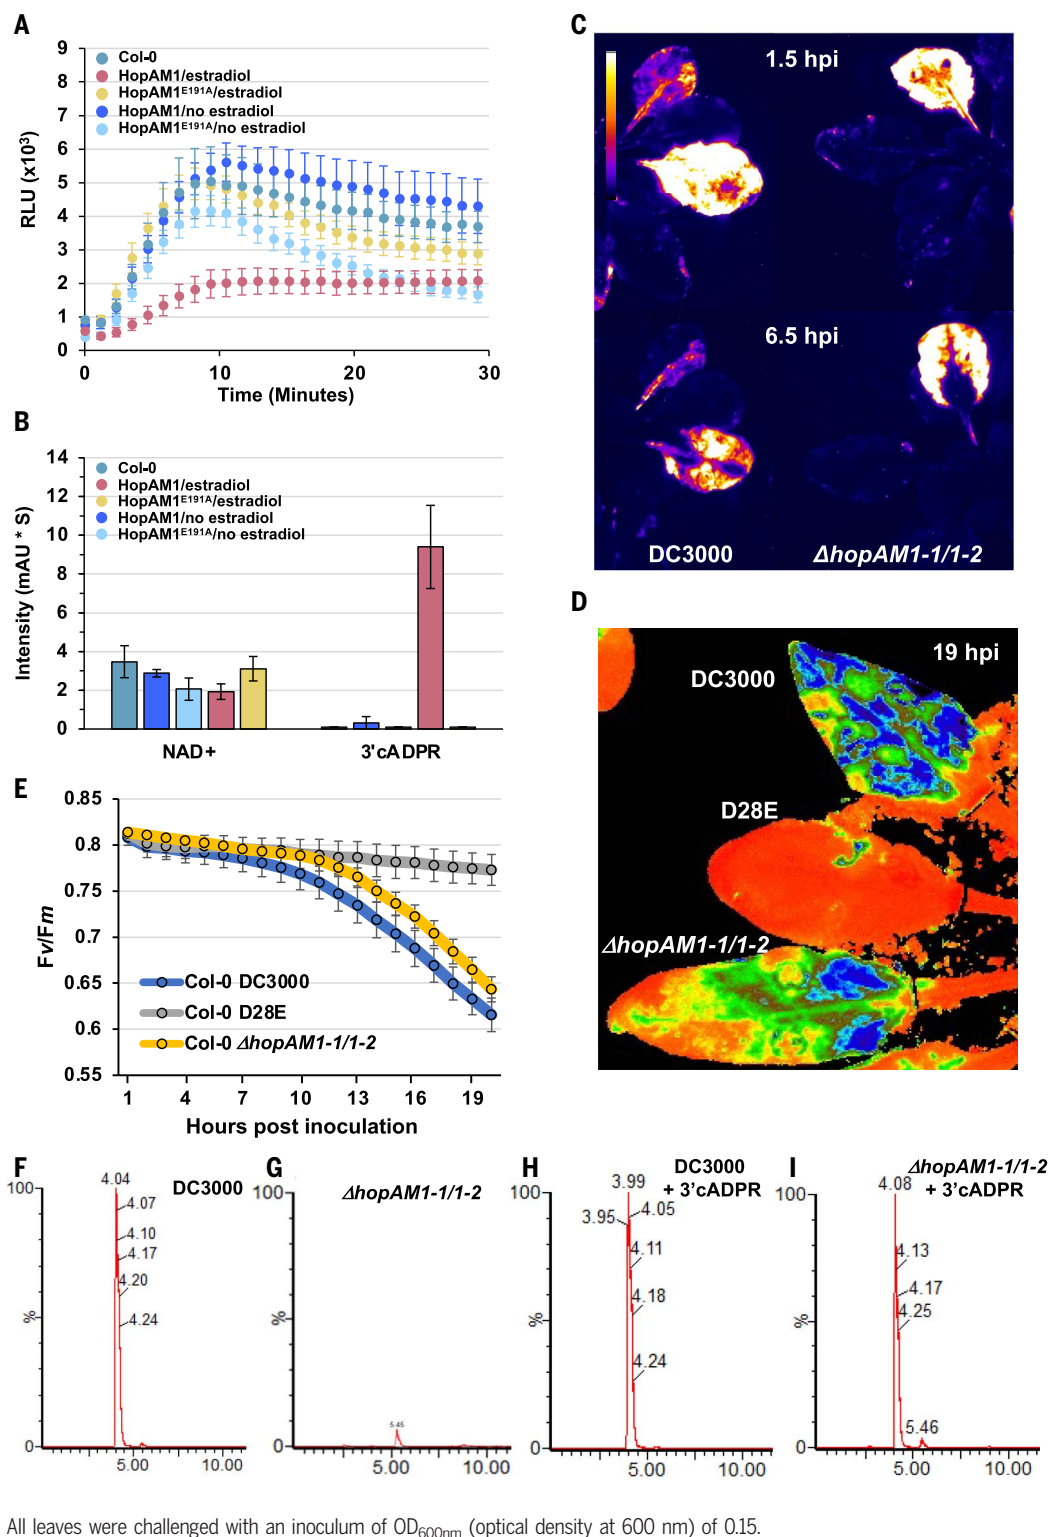 A
9
8
7
6
5
4
3
2
1
0
RLU (x10³)
Col-0
HopAM1/estradiol
HopAM1ᴱ¹⁹¹ᴬ/estradiol
HopAM1/no estradiol
HopAM1ᴱ¹⁹¹ᴬ/no estradiol
0 10 20 30
Time (Minutes)
B
14
12
10
8
6
4
2
0
Intensity (mAU * S)
Col-0
HopAM1/estradiol
HopAM1ᴱ¹⁹¹ᴬ/estradiol
HopAM1/no estradiol
HopAM1ᴱ¹⁹¹ᴬ/no estradiol
NAD+ 3'cADPR
C
1.5 hpi
6.5 hpi
DC3000 ΔhopAM1-1/1-2
D
19 hpi
DC3000
D28E
ΔhopAM1-1/1-2
E
0.85
0.8
0.75
0.7
0.65
0.6
0.55
Fv/Fm
Col-0 DC3000
Col-0 D28E
Col-0 ΔhopAM1-1/1-2
1 4 7 10 13 16 19
Hours post inoculation
F
DC3000
100
%
0
4.04
4.07
4.10
4.17
4.20
4.24
5.00 10.00
G
ΔhopAM1-1/1-2
100
%
0
5.45
5.00 10.00
H
DC3000
+ 3'cADPR
100
%
0
3.99
3.95
4.05
4.11
4.18
4.24
5.00 10.00
I
ΔhopAM1-1/1-2
+ 3'cADPR
100
%
0
4.08
4.13
4.17
4.25
5.46
5.00 10.00
All leaves were challenged with an inoculum of OD₆₀₀ₙₘ (optical density at 600 nm) of 0.15.